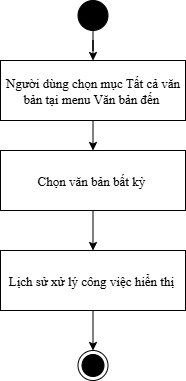 Người dùng chọn mục Tất cả văn
bản tại menu Văn bản đến
Chọn văn bản bất kỳ
Lịch sử xử lý công việc hiển thị